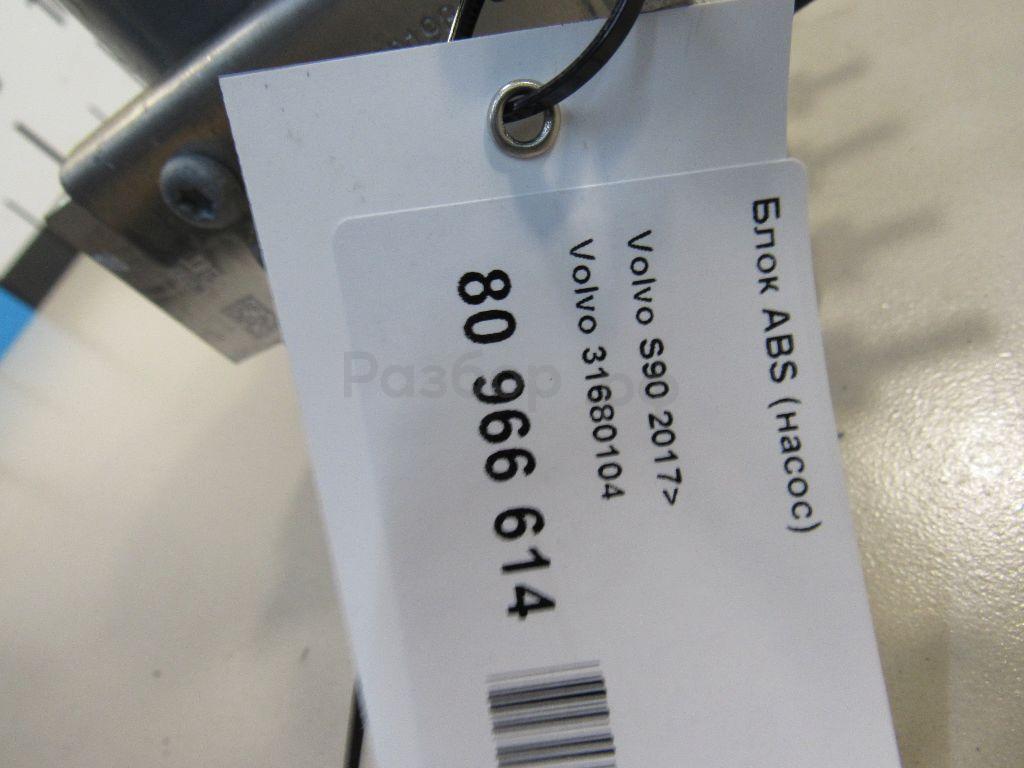 Блок ABS (насос)
Volvo S90 2017>
Volvo 31680104
80 966 614